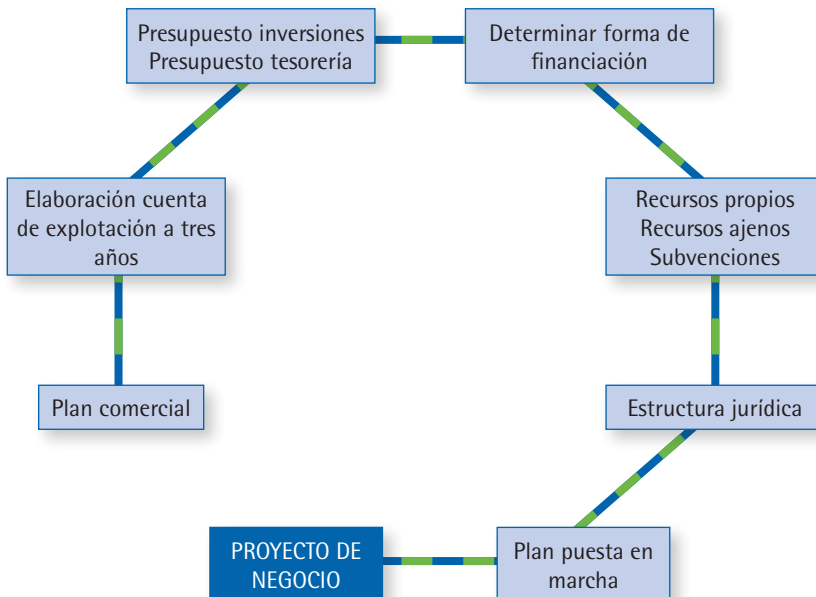 Presupuesto inversiones
Presupuesto tesorería
Determinar forma de
financiación
Elaboración cuenta
de explotación a tres
años
Recursos propios
Recursos ajenos
Subvenciones
Plan comercial
Estructura jurídica
PROYECTO DE
NEGOCIO
Plan puesta en
marcha